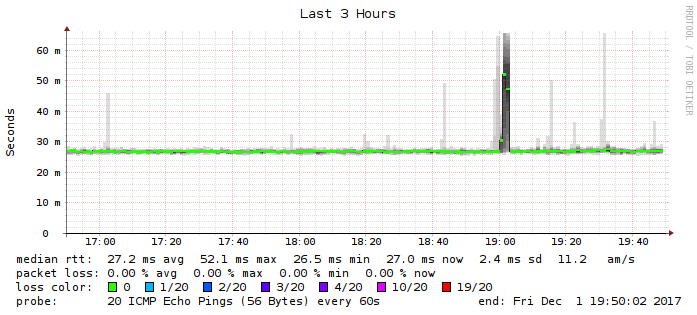 Last 3 Hours
RRDTOOL / TOBI OETIKER
Seconds
60 m
50 m
40 m
30 m
20 m
10 m
0
17:00 17:20 17:40 18:00 18:20 18:40 19:00 19:20 19:40
median rtt: 27.2 ms avg 52.1 ms max 26.5 ms min 27.0 ms now 2.4 ms sd 11.2 am/s
packet loss: 0.00 % avg 0.00 % max 0.00 % min 0.00 % now
loss color: 0 1/20 2/20 3/20 4/20 10/20 19/20
probe: 20 ICMP Echo Pings (56 Bytes) every 60s end: Fri Dec 1 19:50:02 2017